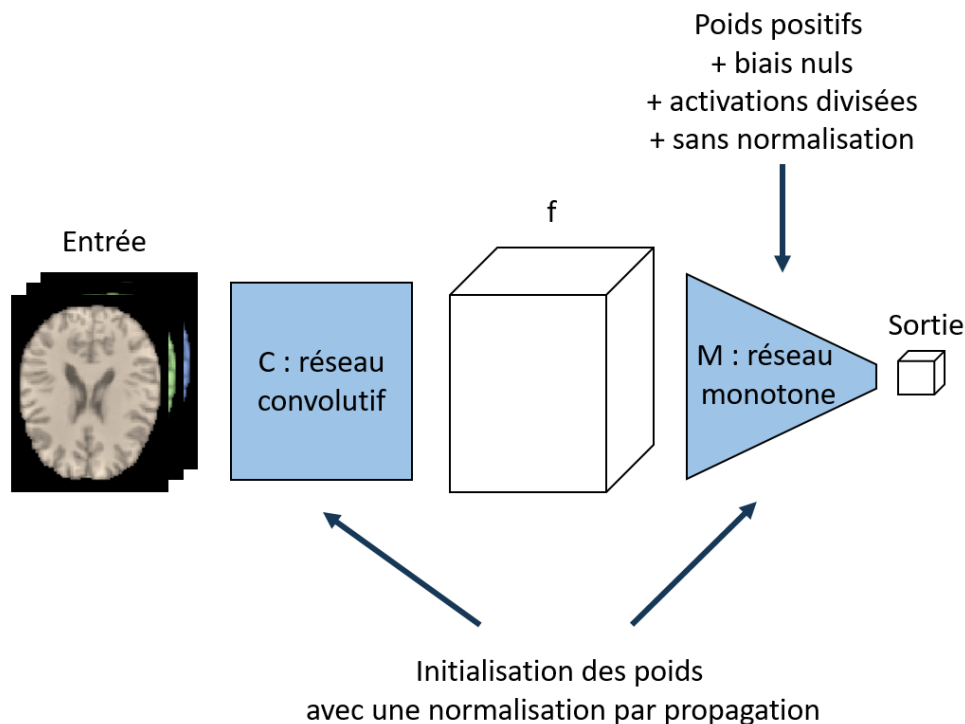 Poids positifs
+ biais nuls
+ activations divisées
+ sans normalisation
f
Entrée
Sortie
C : réseau
convolutif
M : réseau
monotone
Initialisation des poids
avec une normalisation par propagation